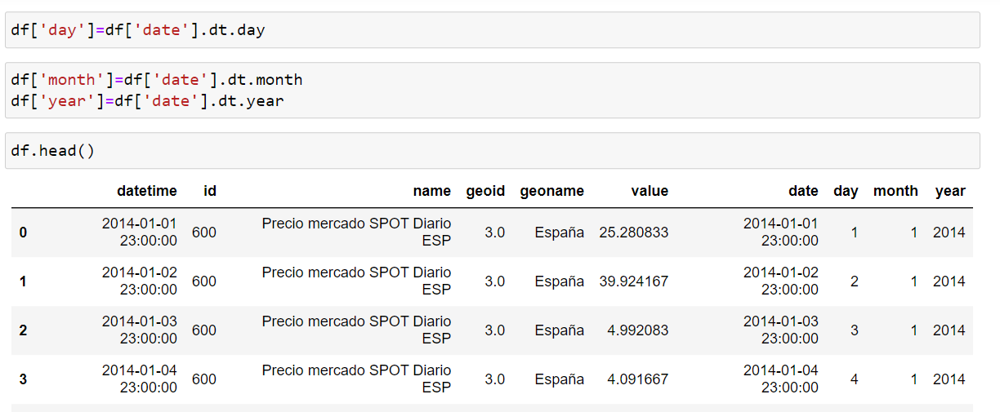 df['day']=df['date'].dt.day
df['month']=df['date'].dt.month
df['year']=df['date'].dt.year
df.head()
datetime id name geoid geoname value date day month year
0 2014-01-01 23:00:00 600 Precio mercado SPOT Diario ESP 3.0 España 25.280833 2014-01-01 23:00:00 1 1 2014
1 2014-01-02 23:00:00 600 Precio mercado SPOT Diario ESP 3.0 España 39.924167 2014-01-02 23:00:00 2 1 2014
2 2014-01-03 23:00:00 600 Precio mercado SPOT Diario ESP 3.0 España 4.992083 2014-01-03 23:00:00 3 1 2014
3 2014-01-04 23:00:00 600 Precio mercado SPOT Diario ESP 3.0 España 4.091667 2014-01-04 23:00:00 4 1 2014